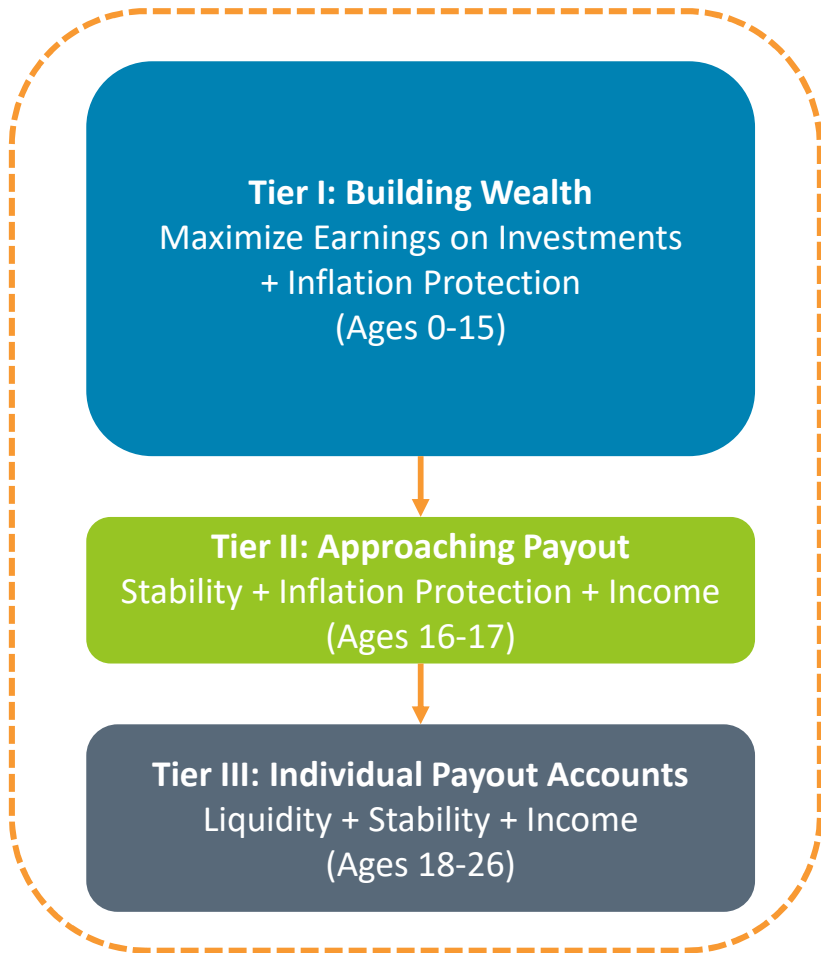 Tier I: Building Wealth
Maximize Earnings on Investments
+ Inflation Protection
(Ages 0-15)
Tier II: Approaching Payout
Stability + Inflation Protection + Income
(Ages 16-17)
Tier III: Individual Payout Accounts
Liquidity + Stability + Income
(Ages 18-26)